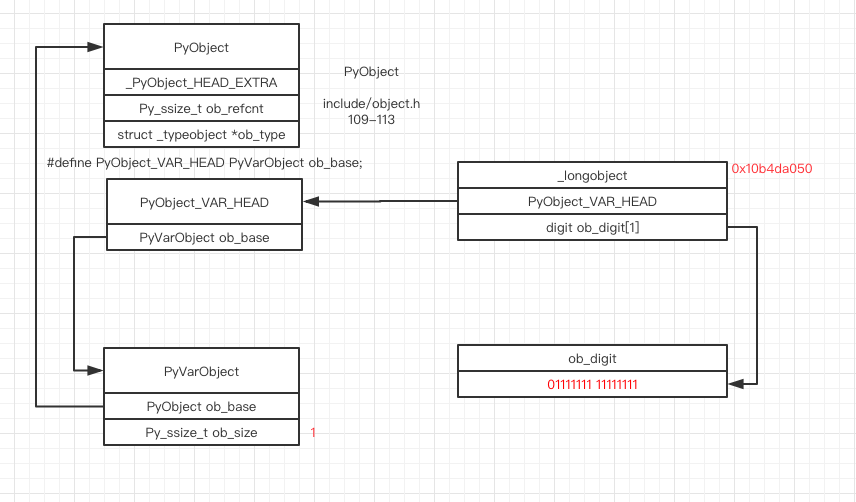 PyObject
_PyObject_HEAD_EXTRA
Py_ssize_t ob_refcnt
struct _typeobject *ob_type
PyObject
include/object.h
109-113
#define PyObject_VAR_HEAD PyVarObject ob_base;
PyObject_VAR_HEAD
PyVarObject ob_base
_longobject
0x10b4da050
PyObject_VAR_HEAD
digit ob_digit[1]
PyVarObject
PyObject ob_base
Py_ssize_t ob_size
1
ob_digit
01111111 11111111